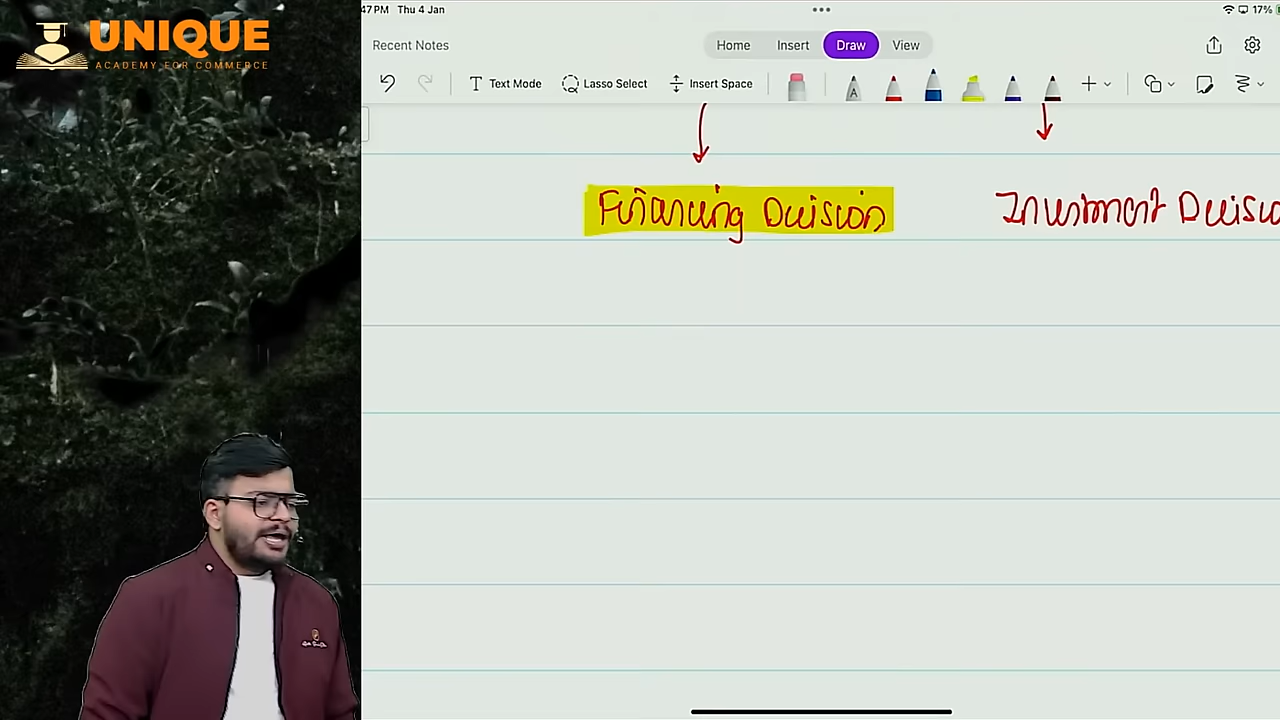 UNIQUE
ACADEMY FOR COMMERCE
47 PM Thu 4 Jan
17%
Recent Notes
Home Insert Draw View
Text Mode Lasso Select Insert Space
Financing Decision
Investment Decisio